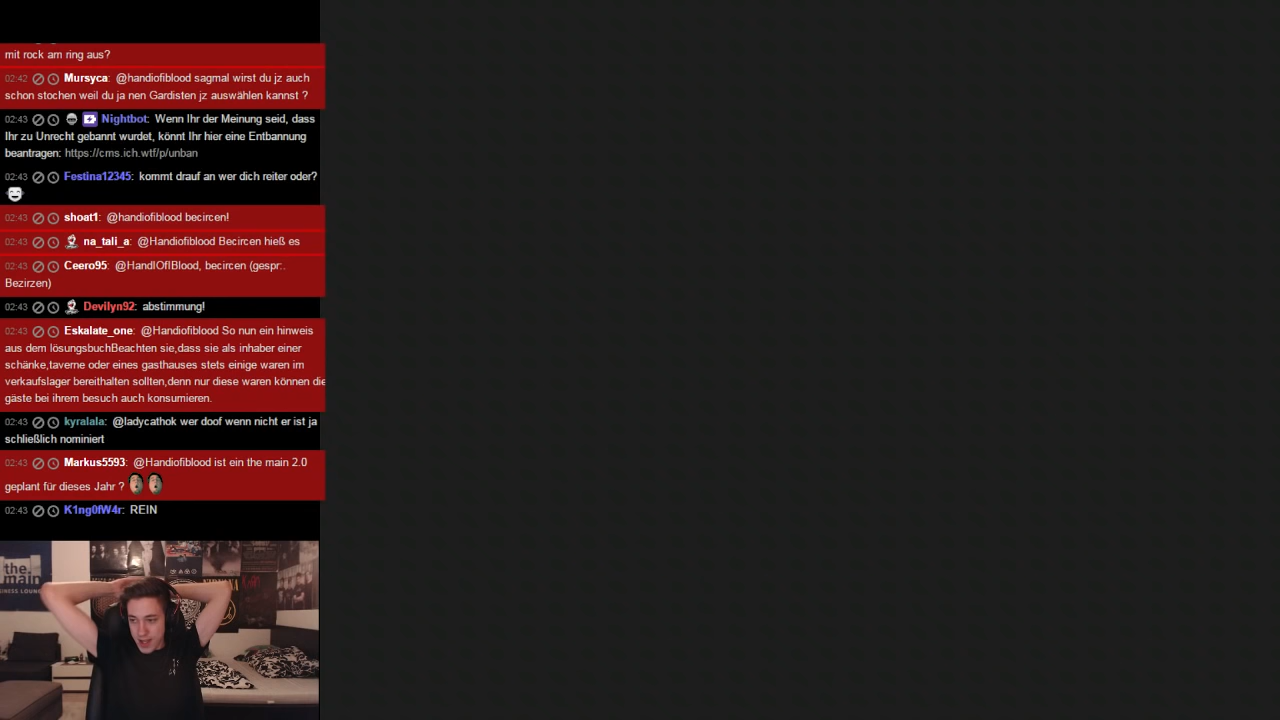 mit rock am ring aus?
02:42 Mursyca: @handiofiblood sagmal wirst du jz auch
schon stochen weil du ja nen Gardisten jz auswählen kannst ?
02:43 Nightbot: Wenn Ihr der Meinung seid, dass
Ihr zu Unrecht gebannt wurdet, könnt Ihr hier eine Entbannung
beantragen: https://cms.ich.wtf/p/unban
02:43 Festina12345: kommt drauf an wer dich reiter oder?
02:43 shoat1: @handiofiblood becircen!
02:43 na_tali_a: @Handiofiblood Becircen hieß es
02:43 Ceero95: @HandIOfIBlood, becircen (gespr:.
Bezirzen)
02:43 Devilyn92: abstimmung!
02:43 Eskalate_one: @Handiofiblood So nun ein hinweis
aus dem lösungsbuchBeachten sie,dass sie als inhaber einer
schänke,taverne oder eines gasthauses stets einige waren im
verkaufslager bereithalten sollten,denn nur diese waren können die
gäste bei ihrem besuch auch konsumieren.
02:43 kyralala: @ladycathok wer doof wenn nicht er ist ja
schließlich nominiert
02:43 Markus5593: @Handiofiblood ist ein the main 2.0
geplant für dieses Jahr ?
02:43 K1ng0fW4r: REIN
the.
main